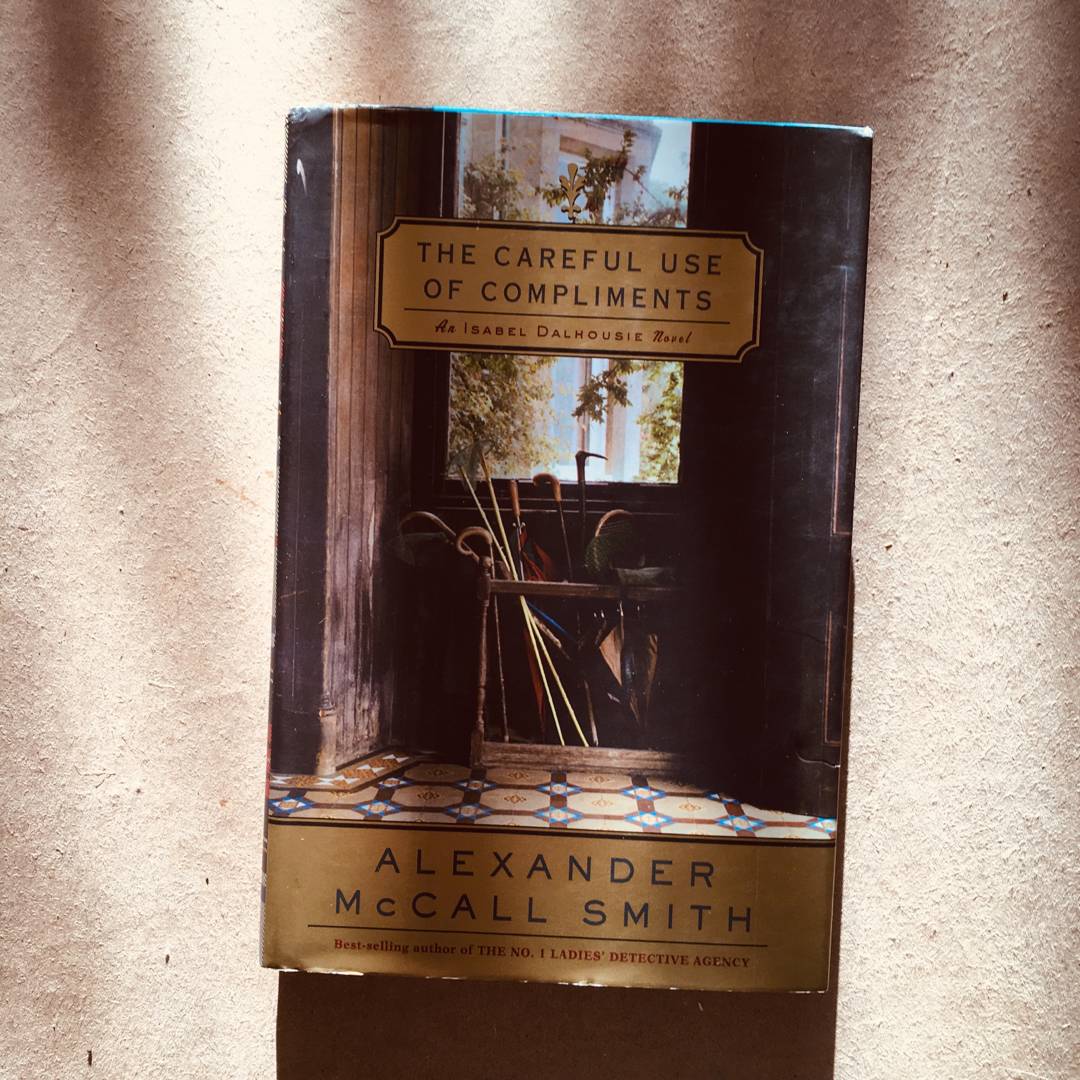 THE CAREFUL USE
OF COMPLIMENTS
An ISABEL DALHOUSIE Novel
ALEXANDER
McCALL SMITH
Best-selling author of THE NO. 1 LADIES' DETECTIVE AGENCY